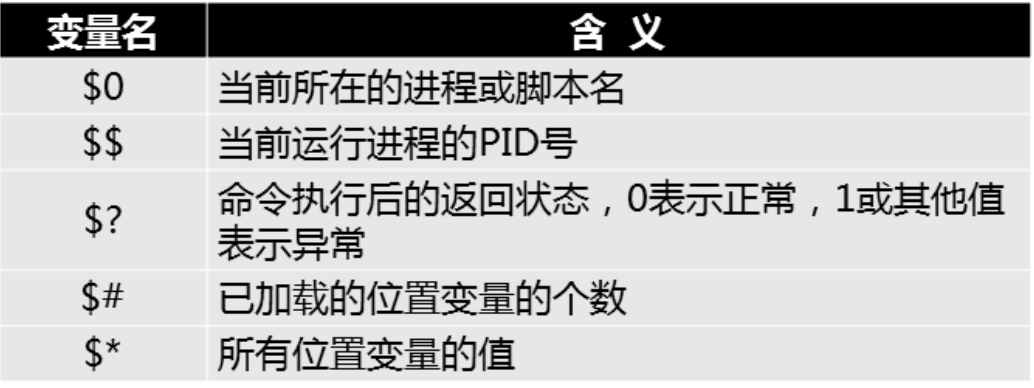 变量名 含 义
$0 当前所在的进程或脚本名
$$ 当前运行进程的PID号
$? 命令执行后的返回状态，0表示正常，1或其他值
表示异常
$# 已加载的位置变量的个数
$* 所有位置变量的值